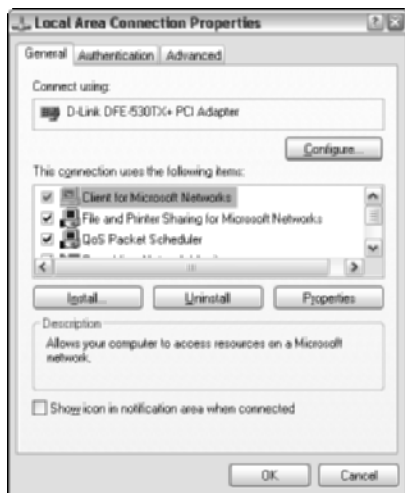 Local Area Connection Properties
General Authentication Advanced
Connect using:
D-Link DFE-530TX+ PCI Adapter
Configure...
This connection uses the following items:
Client for Microsoft Networks
File and Printer Sharing for Microsoft Networks
QoS Packet Scheduler
Install... Uninstall Properties
Description
Allows your computer to access resources on a Microsoft
network.
Show icon in notification area when connected
OK Cancel